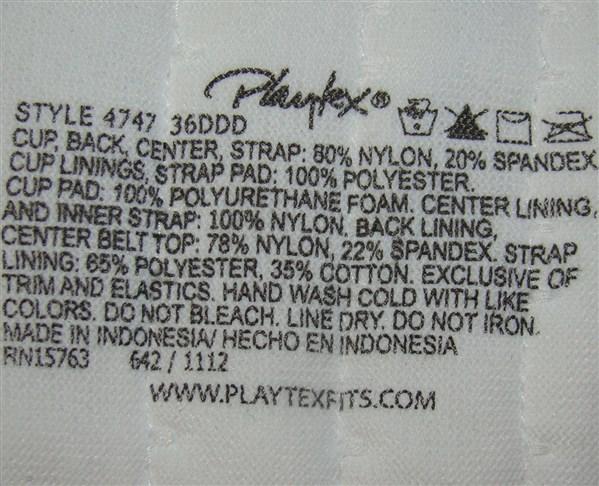 Playtex®
STYLE 4747 36DDD
CUP, BACK, CENTER, STRAP: 80% NYLON, 20% SPANDEX
CUP LININGS, STRAP PAD: 100% POLYESTER.
CUP PAD: 100% POLYURETHANE FOAM. CENTER LINING,
AND INNER STRAP: 100% NYLON. BACK LINING,
CENTER BELT TOP: 78% NYLON, 22% SPANDEX. STRAP
LINING: 65% POLYESTER, 35% COTTON. EXCLUSIVE OF
TRIM AND ELASTICS. HAND WASH COLD WITH LIKE
COLORS. DO NOT BLEACH. LINE DRY. DO NOT IRON.
MADE IN INDONESIA/ HECHO EN INDONESIA
RN15763 642 / 1112
WWW.PLAYTEXFITS.COM